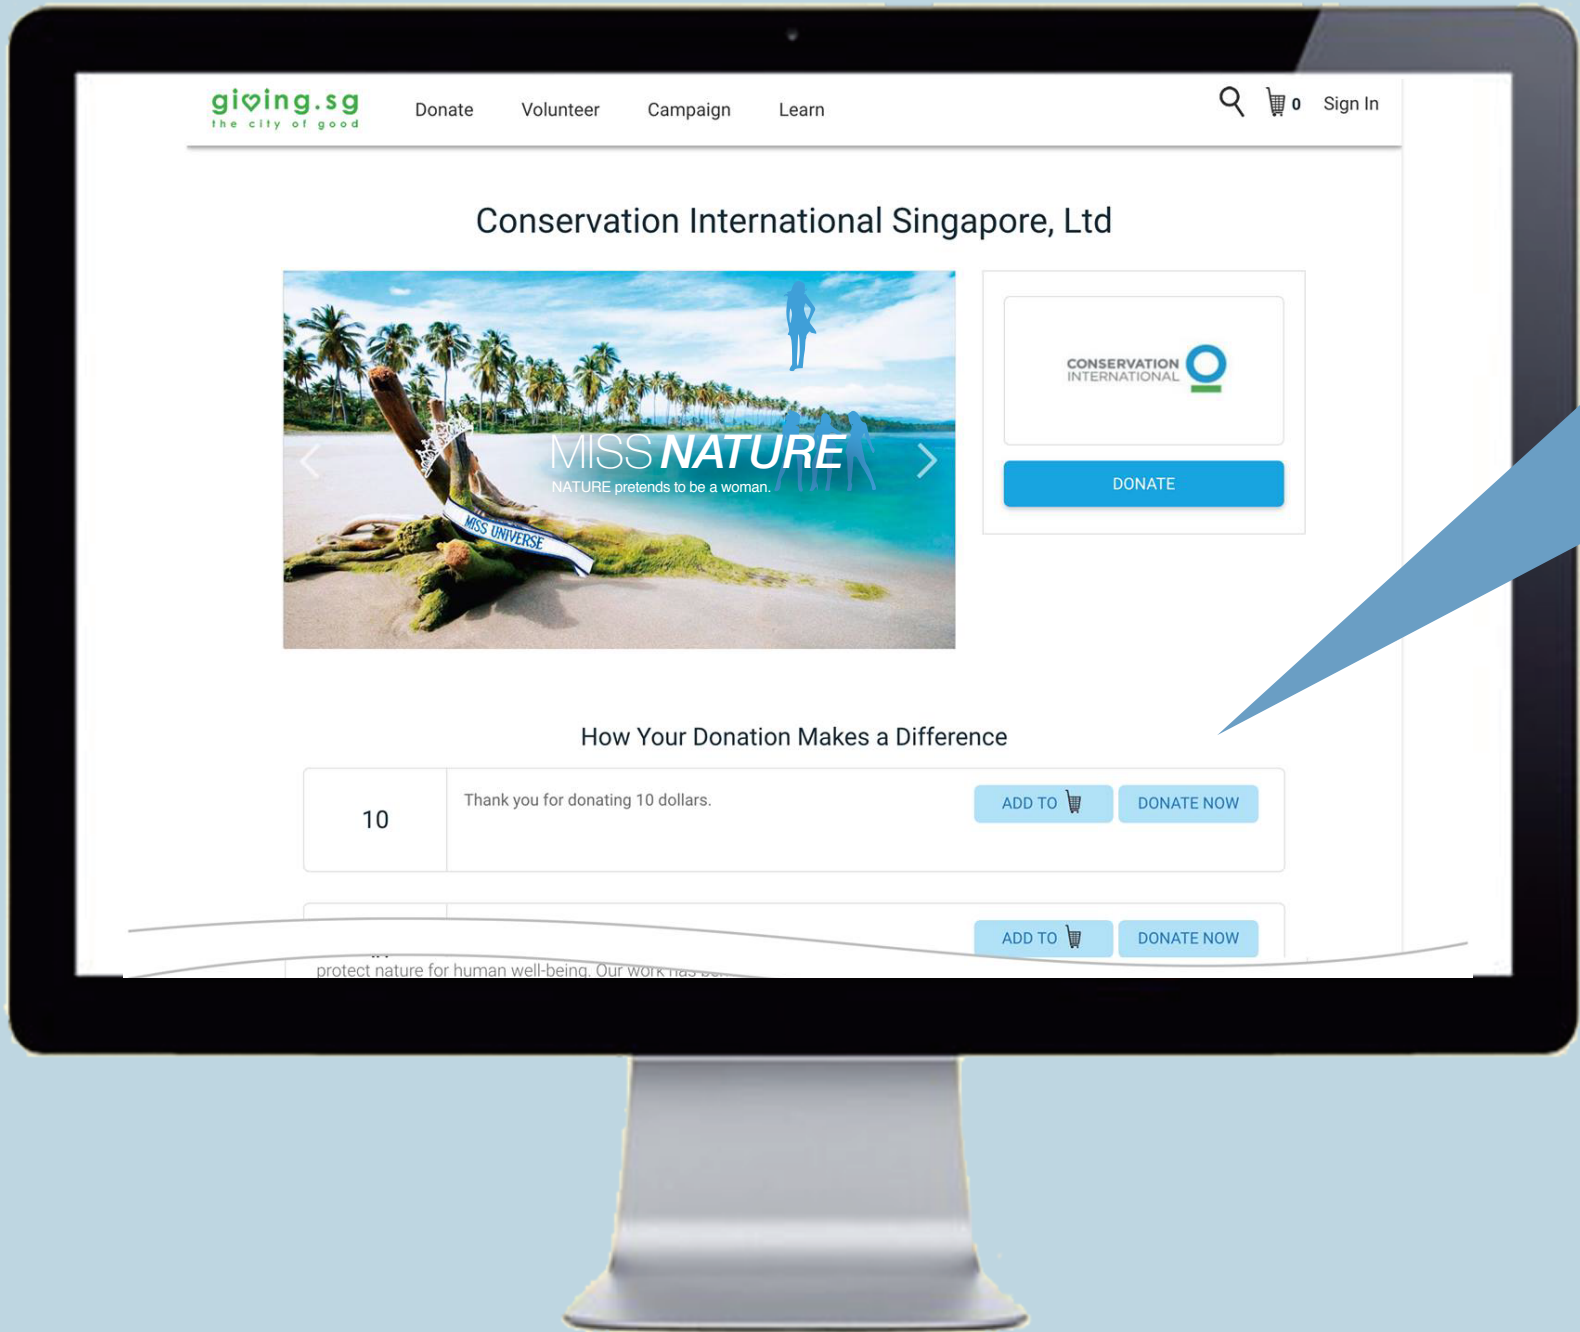 giving.sg
the city of good
Donate Volunteer Campaign Learn
0 Sign In
Conservation International Singapore, Ltd
MISS NATURE
NATURE pretends to be a woman.
MISS UNIVERSE
CONSERVATION
INTERNATIONAL
DONATE
How Your Donation Makes a Difference
10
Thank you for donating 10 dollars.
ADD TO
DONATE NOW
ADD TO
DONATE NOW
protect nature for human well-being. Our work has